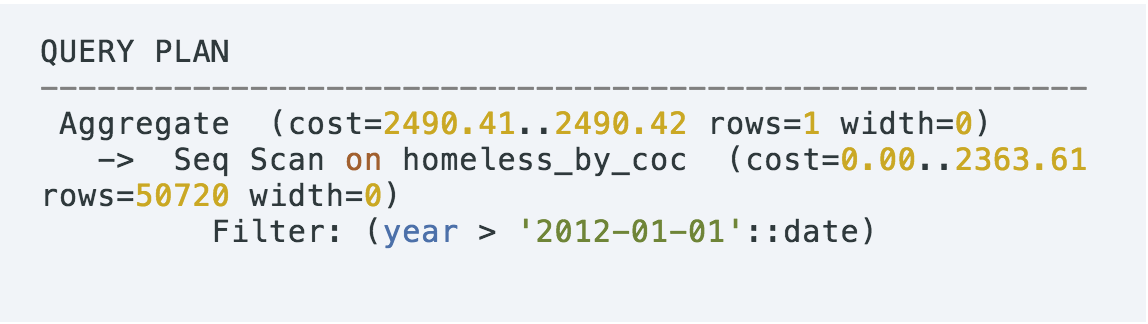 QUERY PLAN
-------------------------------------------------------
 Aggregate  (cost=2490.41..2490.42 rows=1 width=0)
   ->  Seq Scan on homeless_by_coc  (cost=0.00..2363.61
rows=50720 width=0)
         Filter: (year > '2012-01-01'::date)